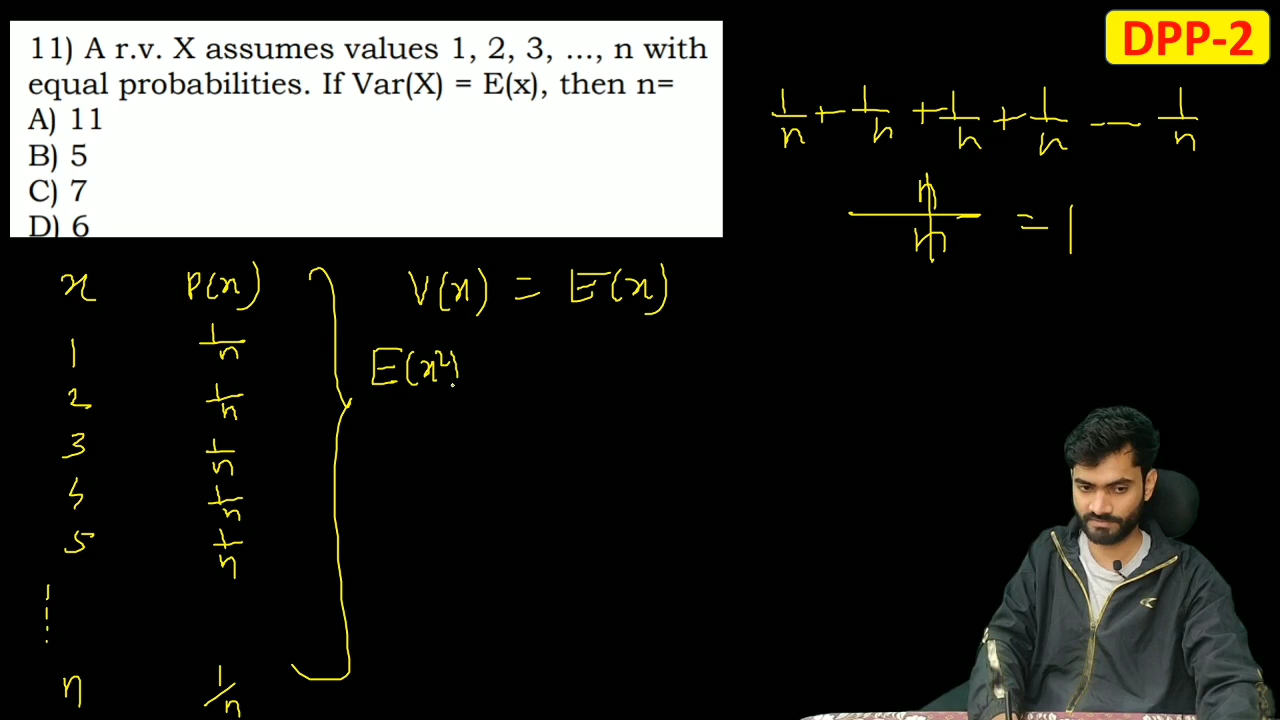 11) A r.v. X assumes values 1, 2, 3, ..., n with
equal probabilities. If Var(X) = E(x), then n=
A) 11
B) 5
C) 7
D) 6
DPP-2
1/n + 1/n + 1/n + 1/n — 1/n
n/n = 1
x P(x)
1 1/n
2 1/n
3 1/n
4 1/n
5 1/n
n 1/n
V(x) = E(x)
E(x²)